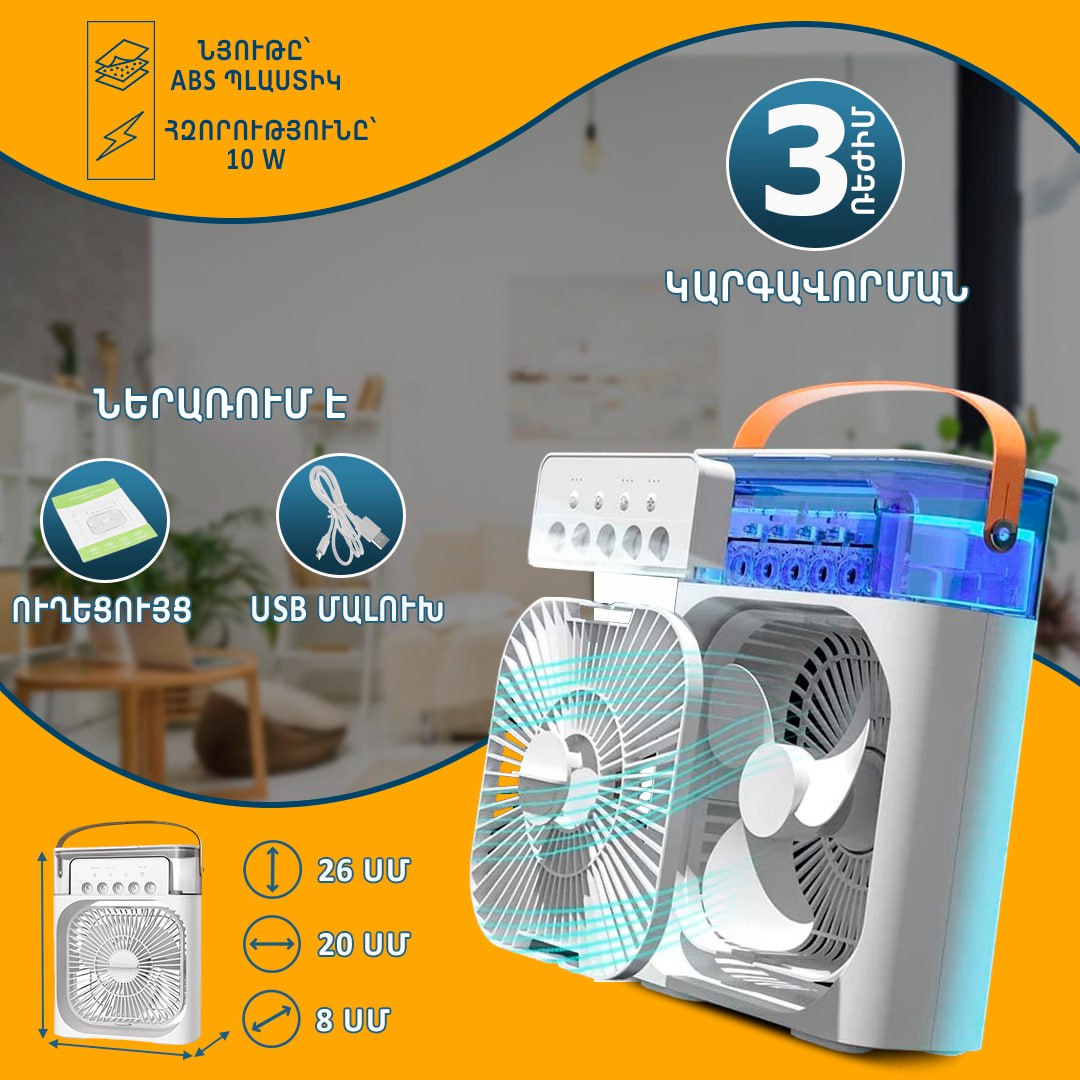 ՆՅՈՒԹԸ՝
ABS ՊԼԱՍՏԻԿ
ՀԶՈՐՈՒԹՅՈՒՆԸ՝
10 W
3 ՌԵԺԻՄ
ԿԱՐԳԱՎՈՐՄԱՆ
ՆԵՐԱՌՈՒՄ Է
ՈՒՂԵՑՈՒՅՑ
USB ՄԱԼՈՒԽ
26 ՍՄ
20 ՍՄ
8 ՍՄ